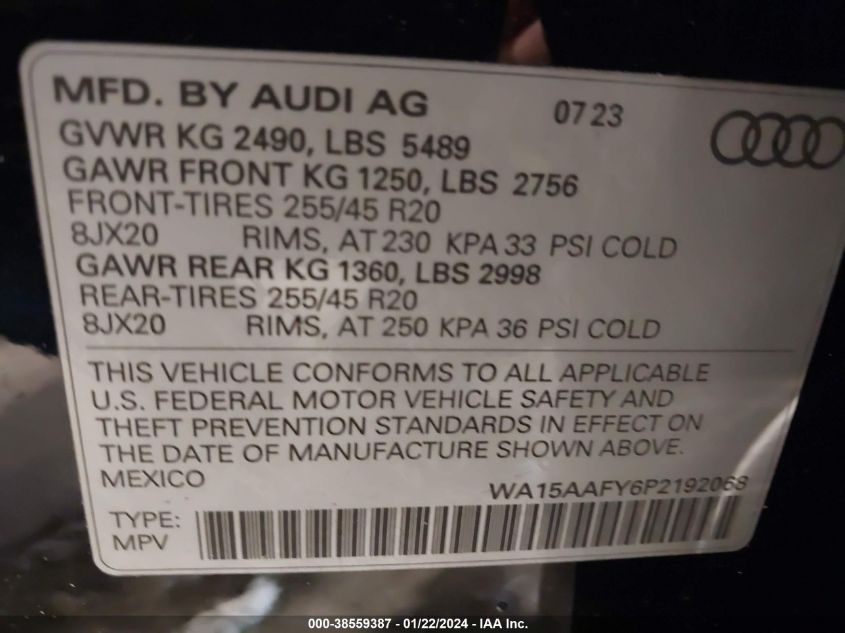 MFD. BY AUDI AG 07 23
GVWR KG 2490, LBS 5489
GAWR FRONT KG 1250, LBS 2756
FRONT-TIRES 255/45 R20
8JX20 RIMS, AT 230 KPA 33 PSI COLD
GAWR REAR KG 1360, LBS 2998
REAR-TIRES 255/45 R20
8JX20 RIMS, AT 250 KPA 36 PSI COLD
THIS VEHICLE CONFORMS TO ALL APPLICABLE
U.S. FEDERAL MOTOR VEHICLE SAFETY AND
THEFT PREVENTION STANDARDS IN EFFECT ON
THE DATE OF MANUFACTURE SHOWN ABOVE.
MEXICO
WA15AAFY6P2192068
TYPE:
MPV
000-38559387 - 01/22/2024 - IAA Inc.